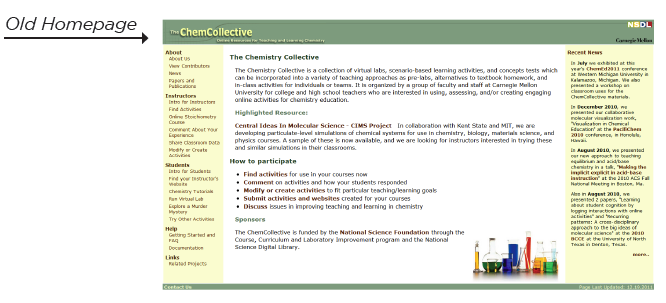 Old Homepage
The ChemCollective
Online Resources for Teaching and Learning Chemistry
NSDL
Carnegie Mellon
About
About Us
View Contributors
News
Papers and
Publications
Instructors
Intro for Instructors
Find Activities
Online Stoichiometry
Course
Comment About Your
Experience
Share Classroom Data
Modify or Create
Activities
Students
Intro for Students
Find your Instructor's
Website
Chemistry Tutorials
Run Virtual Lab
Explore a Murder
Mystery
Try Other Activities
Help
Getting Started and
FAQ
Documentation
Links
Related Projects
The Chemistry Collective
The Chemistry Collective is a collection of virtual labs, scenario-based learning activities, and concepts tests which
can be incorporated into a variety of teaching approaches as pre-labs, alternatives to textbook homework, and
in-class activities for individuals or teams. It is organized by a group of faculty and staff at Carnegie Mellon
University for college and high school teachers who are interested in using, assessing, and/or creating engaging
online activities for chemistry education.
Highlighted Resource:
Central Ideas In Molecular Science - CIMS Project In collaboration with Kent State and MIT, we are
developing particulate-level simulations of chemical systems for use in chemistry, biology, materials science, and
physics courses. A sample of these is now available, and we are looking for instructors interested in trying these
and similar simulations in their classrooms.
How to participate
• Find activities for use in your courses now
• Comment on activities and how your students responded
• Modify or create activities to fit particular teaching/learning goals
• Submit activities and websites created for your courses
• Discuss issues in improving teaching and learning in chemistry
Sponsors
The ChemCollective is funded by the National Science Foundation through the
Course, Curriculum and Laboratory Improvement program and the National
Science Digital Library.
Recent News
In July we exhibited at this
year's ChemEd2011 conference
at Western Michigan University in
Kalamazoo, Michigan. We also
presented a workshop on
classroom uses for the
ChemCollective materials.
In December 2010, we
presented our collaborative
molecular visualization work,
"Visualization in Chemical
Education" at the PacifiChem
2010 conference, in Honolulu,
Hawaii.
In August 2010, we presented
our new approach to teaching
equilibrium and acid/base
chemistry in a talk, "Making the
implicit explicit in acid-base
instruction" at the 2010 ACS Fall
National Meeting in Boston, Ma.
Also in August 2010, we
presented 2 papers, "Learning
about student cognition by
logging interactions with online
activities" and "Recurring
patterns: A cross-disciplinary
approach to the big ideas of
molecular science" at the 2010
BCCE at the University of North
Texas in Denton, Texas.
more..
Contact Us
Page Last Updated: 12.10.2011